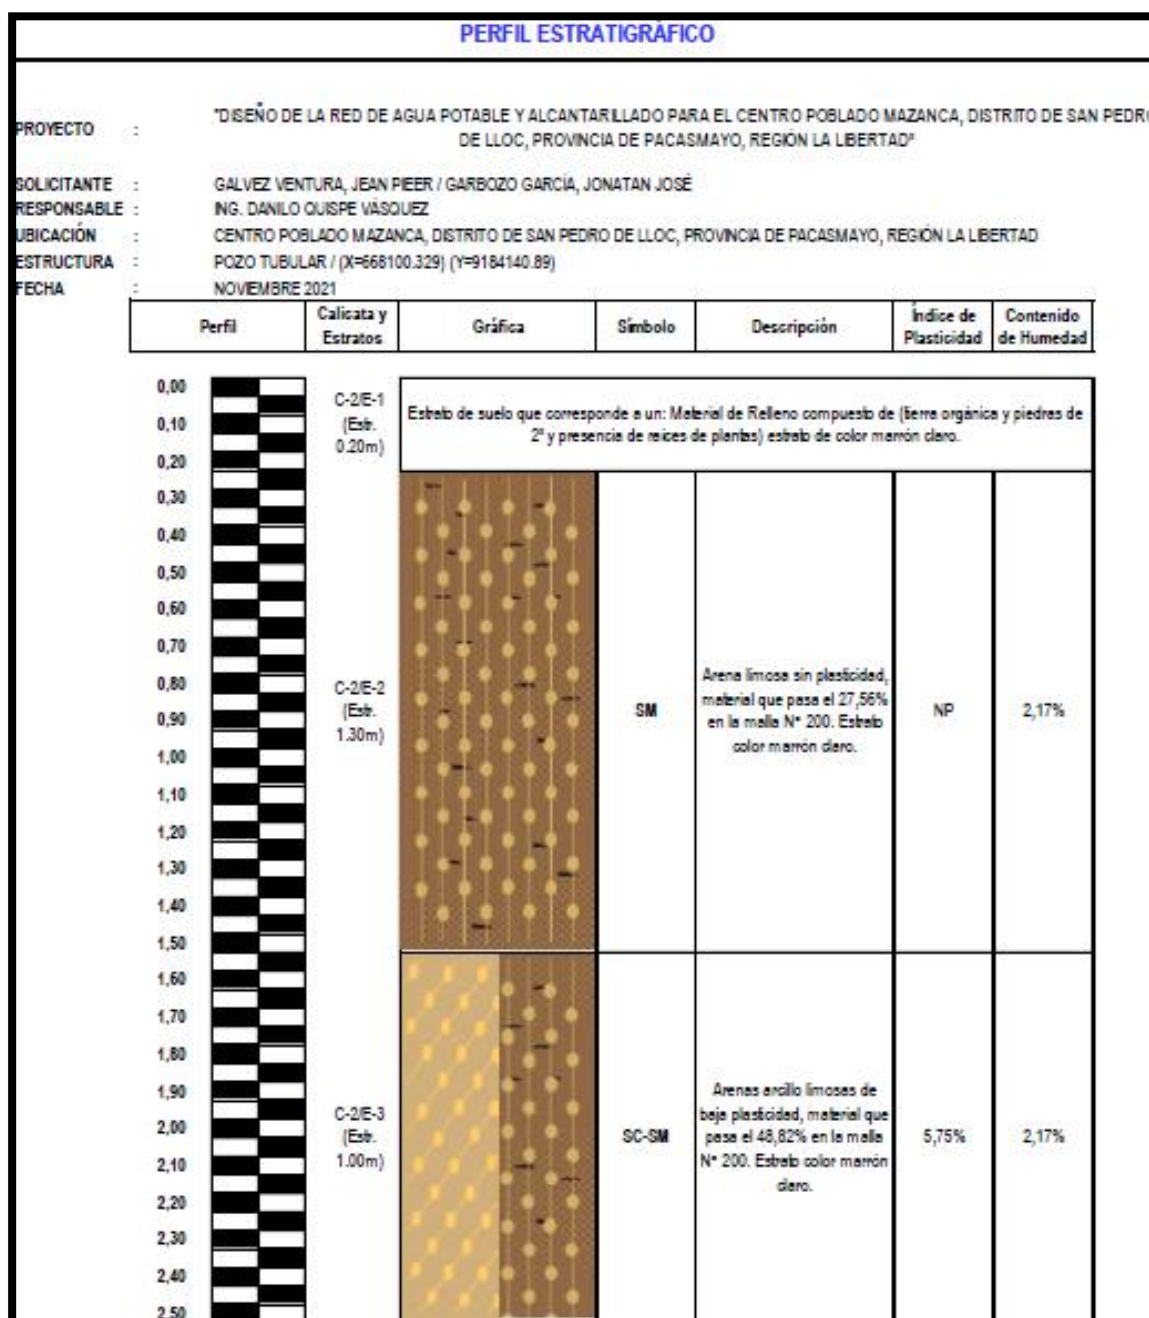 PERFIL ESTRATIGRÁFICO
PROYECTO : "DISEÑO DE LA RED DE AGUA POTABLE Y ALCANTARILLADO PARA EL CENTRO POBLADO MAZANCA, DISTRITO DE SAN PEDRO
DE LLOC, PROVINCIA DE PACASMAYO, REGIÓN LA LIBERTAD"
SOLICITANTE : GALVEZ VENTURA, JEAN PIEER / GARBOZO GARCÍA, JONATAN JOSÉ
RESPONSABLE : ING. DANILO QUISPE VÁSQUEZ
UBICACIÓN : CENTRO POBLADO MAZANCA, DISTRITO DE SAN PEDRO DE LLOC, PROVINCIA DE PACASMAYO, REGIÓN LA LIBERTAD
ESTRUCTURA : POZO TUBULAR / (X=668100.329) (Y=9184140.89)
FECHA : NOVIEMBRE 2021
Perfil
Calicata y
Estratos
Gráfica
Símbolo
Descripción
Índice de
Plasticidad
Contenido
de Humedad
0,00
0,10
0,20
C-2/E-1
(Estr.
0.20m)
Estrato de suelo que corresponde a un: Material de Relleno compuesto de (tierra orgánica y piedras de
2" y presencia de raices de plantas) estrato de color marrón claro.
0,30
0,40
0,50
0,60
0,70
0,80
0,90
1,00
1,10
1,20
1,30
1,40
1,50
C-2/E-2
(Estr.
1.30m)
SM
Arena limosa sin plasticidad,
material que pasa el 27,56%
en la malla N° 200. Estrato
color marrón claro.
NP
2,17%
1,60
1,70
1,80
1,90
2,00
2,10
2,20
2,30
2,40
2,50
C-2/E-3
(Estr.
1.00m)
SC-SM
Arenas arcillo limosas de
baja plasticidad, material que
pasa el 48,82% en la malla
N° 200. Estrato color marrón
claro.
5,75%
2,17%